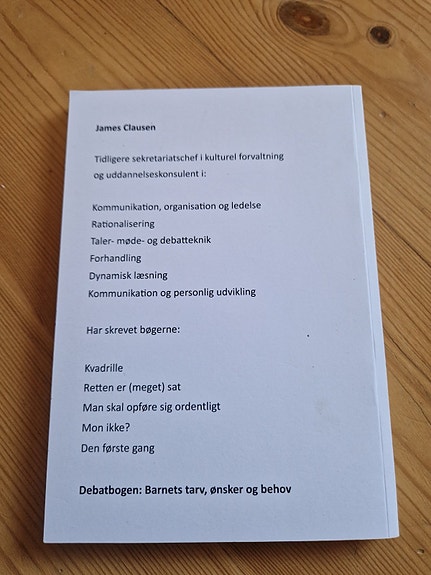 James Clausen
Tidligere sekretariatschef i kulturel forvaltning
og uddannelseskonsulent i:
Kommunikation, organisation og ledelse
Rationalisering
Taler- møde- og debatteknik
Forhandling
Dynamisk læsning
Kommunikation og personlig udvikling
Har skrevet bøgerne:
Kvadrille
Retten er (meget) sat
Man skal opføre sig ordentligt
Mon ikke?
Den første gang
Debatbogen: Barnets tarv, ønsker og behov